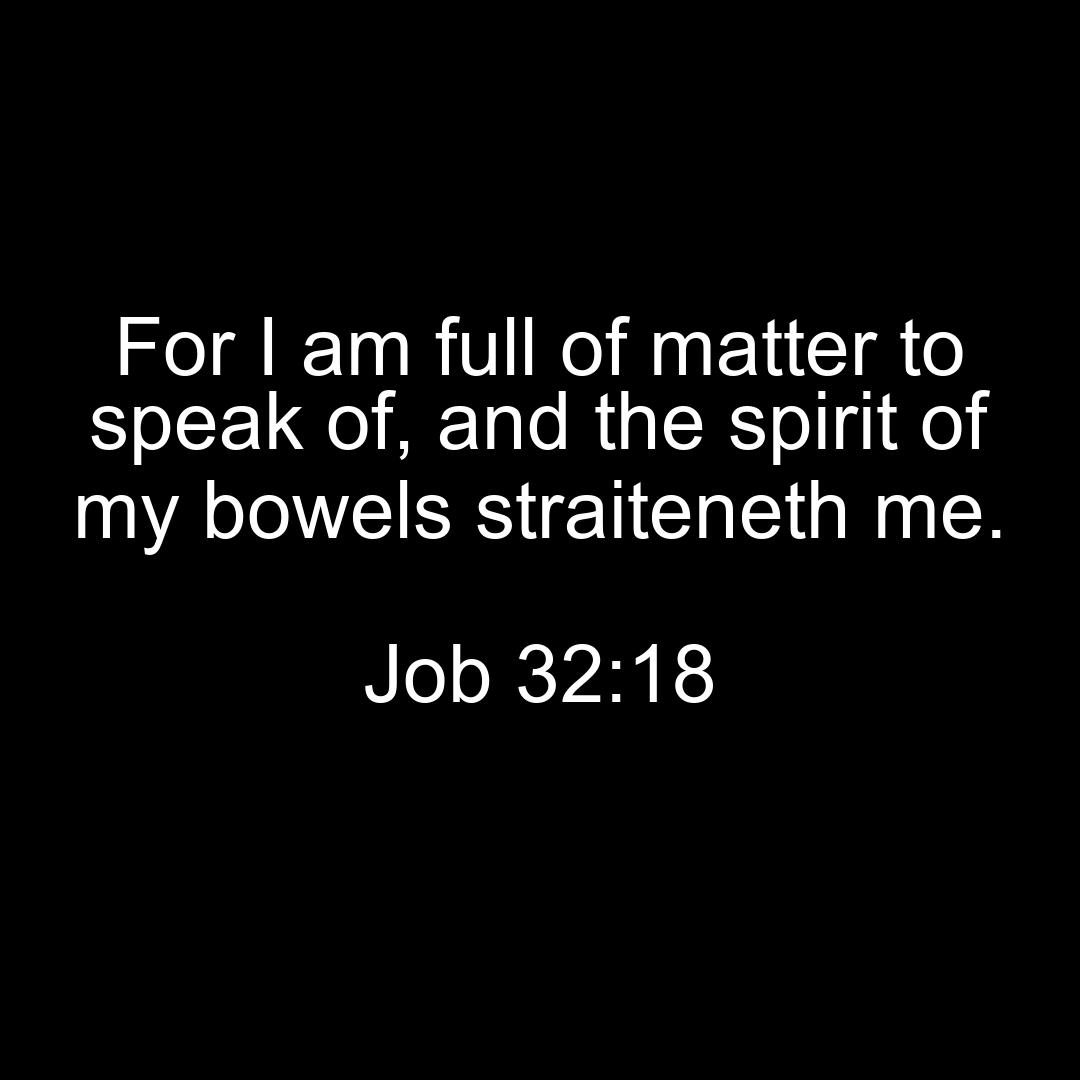 For I am full of matter to
speak of, and the spirit of
my bowels straiteneth me.
Job 32:18